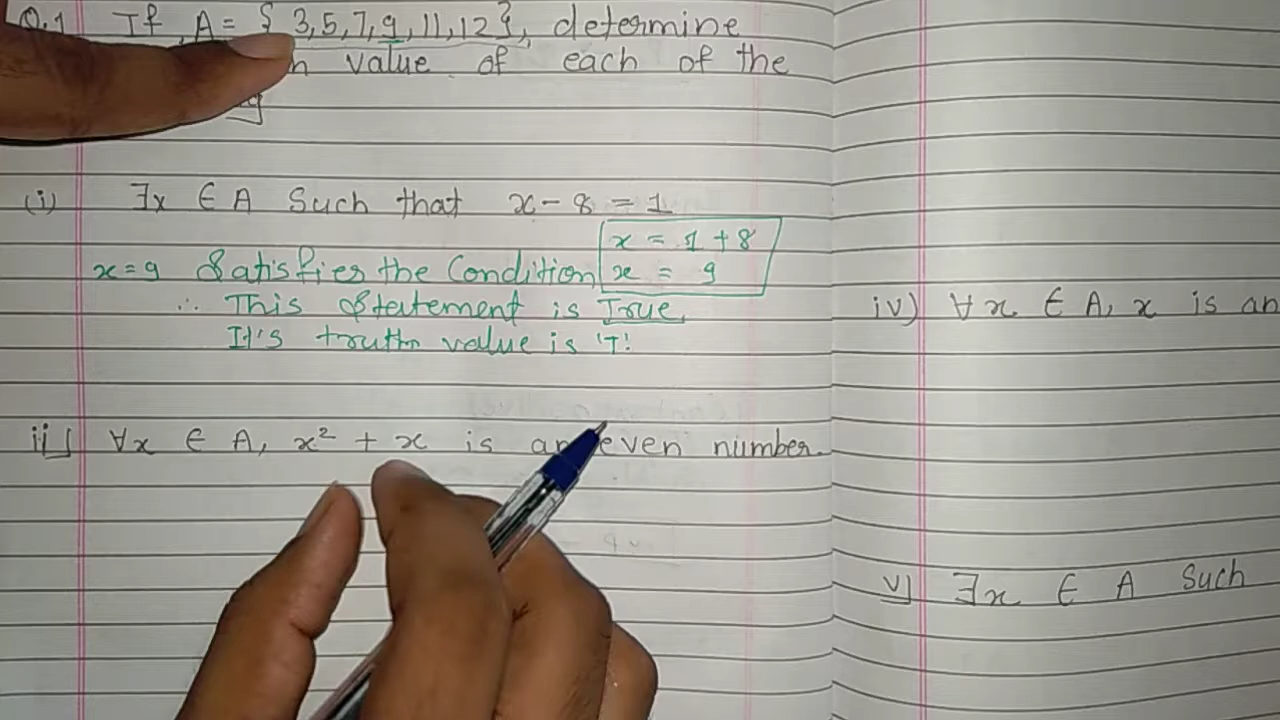 Q.1 If, A = { 3, 5, 7, 9, 11, 12 }, determine
value of each of the
(i) ∃x ∈ A Such that x - 8 = 1
x = 1 + 8
x = 9 Satisfies the Condition x = 9
∴ This Statement is True.
It's truth value is 'T'.
ii] ∀x ∈ A, x² + x is an even number.
iv) ∀x ∈ A, x is an
v] ∃x ∈ A Such